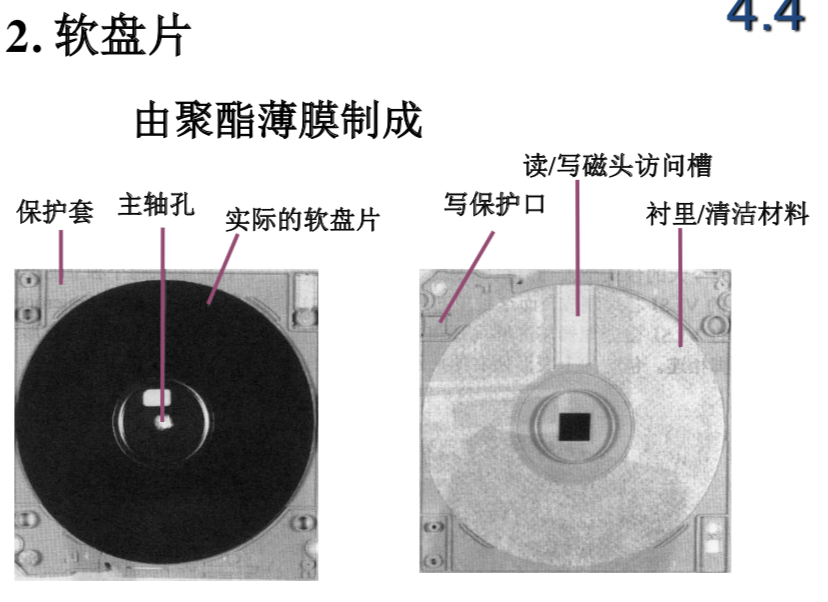 4.4
2. 软盘片
由聚酯薄膜制成
读/写磁头访问槽
保护套
主轴孔
实际的软盘片
写保护口
衬里/清洁材料